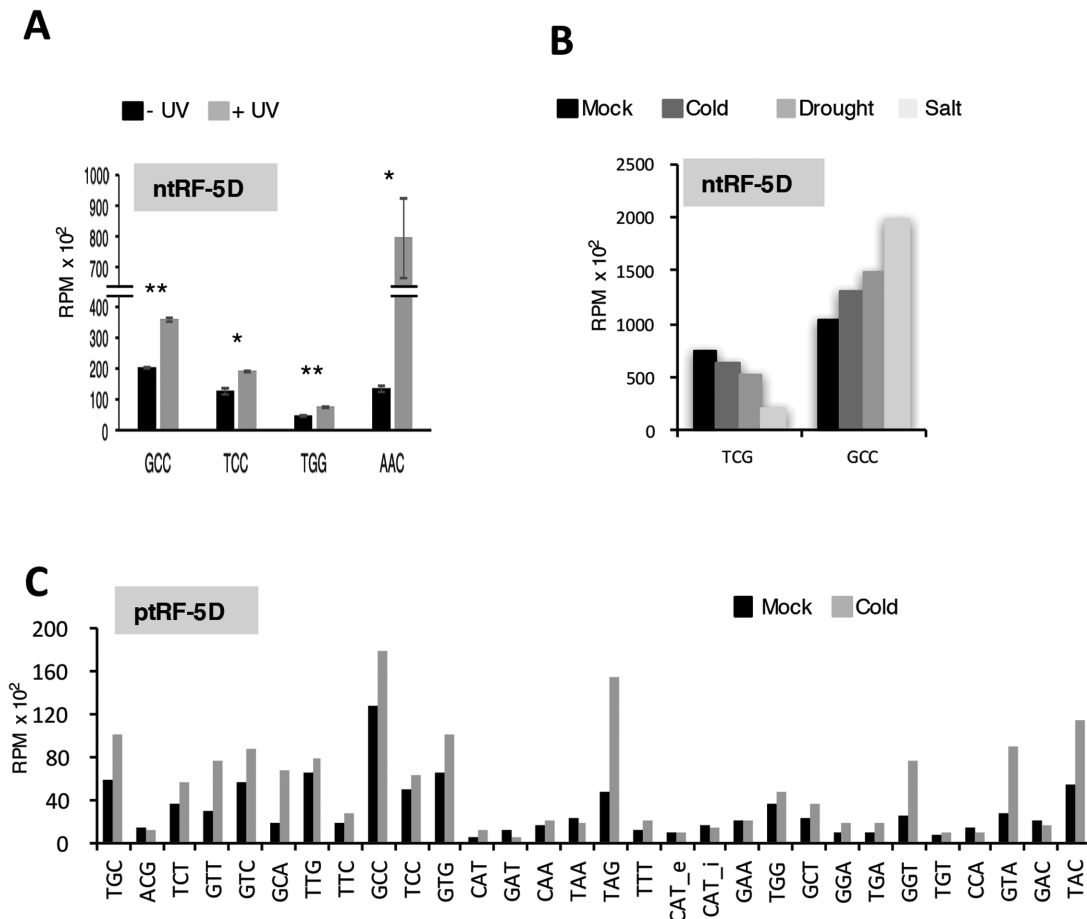 A
- UV + UV
ntRF-5D
RPM x 10²
1000
900
800
700
400
300
200
100
0
**
*
**
*
GCC TCC TGG AAC
B
Mock Cold Drought Salt
ntRF-5D
RPM x 10²
2500
2000
1500
1000
500
0
TCG GCC
C
ptRF-5D
Mock Cold
RPM x 10²
200
160
120
80
40
0
TGC ACG TCT GTT GTC GCA TTG TTC GCC TCC GTG CAT GAT CAA TAA TAG TTT CAT_e CAT_i GAA TGG GCT GGA TGA GGT TGT CCA GTA GAC TAC